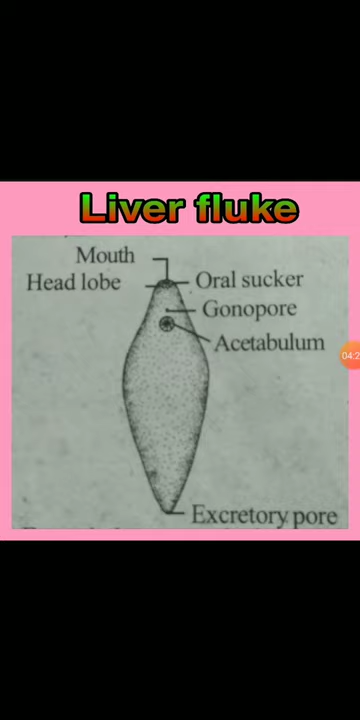 Liver fluke
Mouth
Head lobe
Oral sucker
Gonopore
Acetabulum
Excretory pore